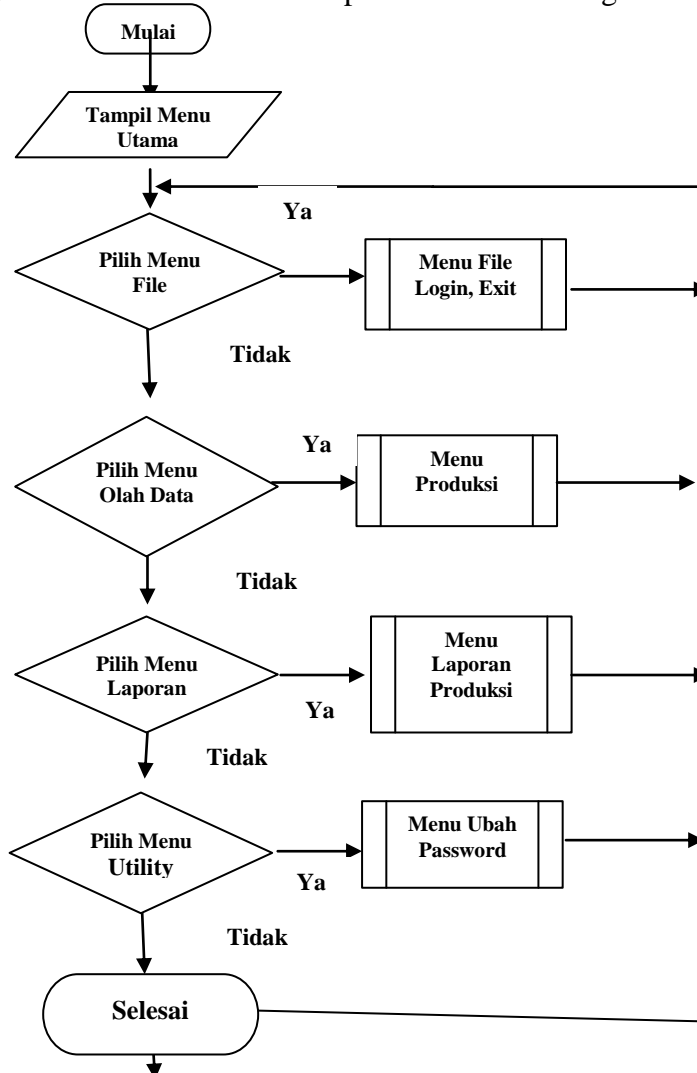 Mulai
Tampil Menu
Utama
Ya
Pilih Menu
File
Menu File
Login, Exit
Tidak
Pilih Menu
Olah Data
Ya
Menu
Produksi
Tidak
Pilih Menu
Laporan
Ya
Menu
Laporan
Produksi
Tidak
Pilih Menu
Utility
Ya
Menu Ubah
Password
Tidak
Selesai